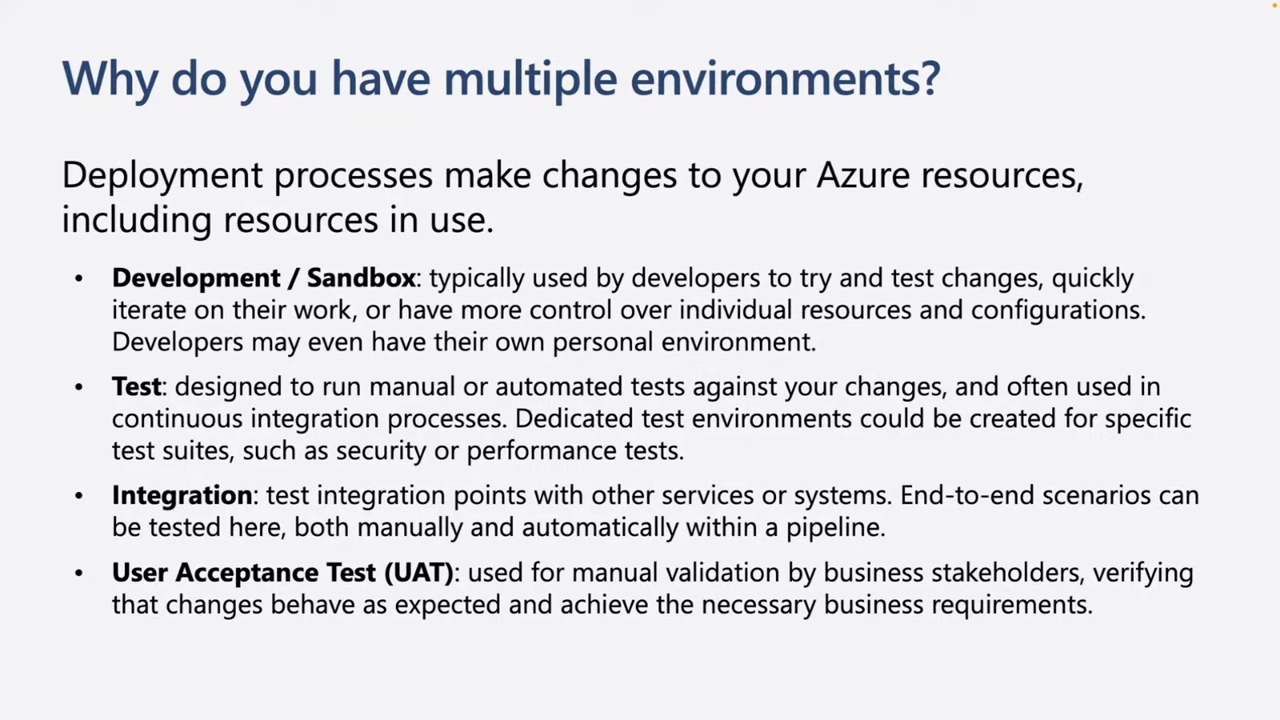 Why do you have multiple environments?
Deployment processes make changes to your Azure resources,
including resources in use.
• Development / Sandbox: typically used by developers to try and test changes, quickly
iterate on their work, or have more control over individual resources and configurations.
Developers may even have their own personal environment.
• Test: designed to run manual or automated tests against your changes, and often used in
continuous integration processes. Dedicated test environments could be created for specific
test suites, such as security or performance tests.
• Integration: test integration points with other services or systems. End-to-end scenarios can
be tested here, both manually and automatically within a pipeline.
• User Acceptance Test (UAT): used for manual validation by business stakeholders, verifying
that changes behave as expected and achieve the necessary business requirements.